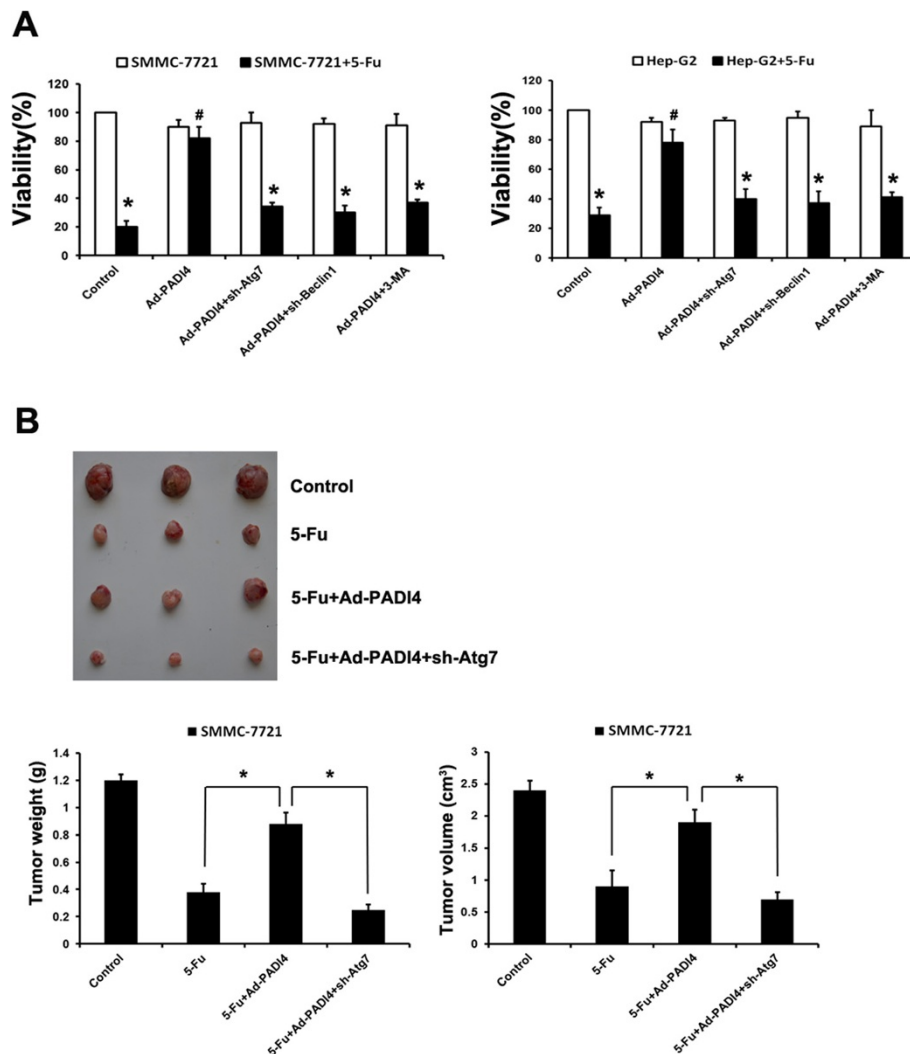 A
SMMC-7721 SMMC-7721+5-Fu
Viability(%)
120
100
80
60
40
20
0
*
#
*
*
*
Control
Ad-PADI4
Ad-PADI4+sh-Atg7
Ad-PADI4+sh-Beclin1
Ad-PADI4+3-MA
Hep-G2 Hep-G2+5-Fu
Viability(%)
120
100
80
60
40
20
0
*
#
*
*
*
Control
Ad-PADI4
Ad-PADI4+sh-Atg7
Ad-PADI4+sh-Beclin1
Ad-PADI4+3-MA
B
Control
5-Fu
5-Fu+Ad-PADI4
5-Fu+Ad-PADI4+sh-Atg7
SMMC-7721
Tumor weight (g)
1.4
1.2
1
0.8
0.6
0.4
0.2
0
*
*
Control
5-Fu
5-Fu+Ad-PADI4
5-Fu+Ad-PADI4+sh-Atg7
SMMC-7721
Tumor volume (cm³)
3
2.5
2
1.5
1
0.5
0
*
*
Control
5-Fu
5-Fu+Ad-PADI4
5-Fu+Ad-PADI4+sh-Atg7